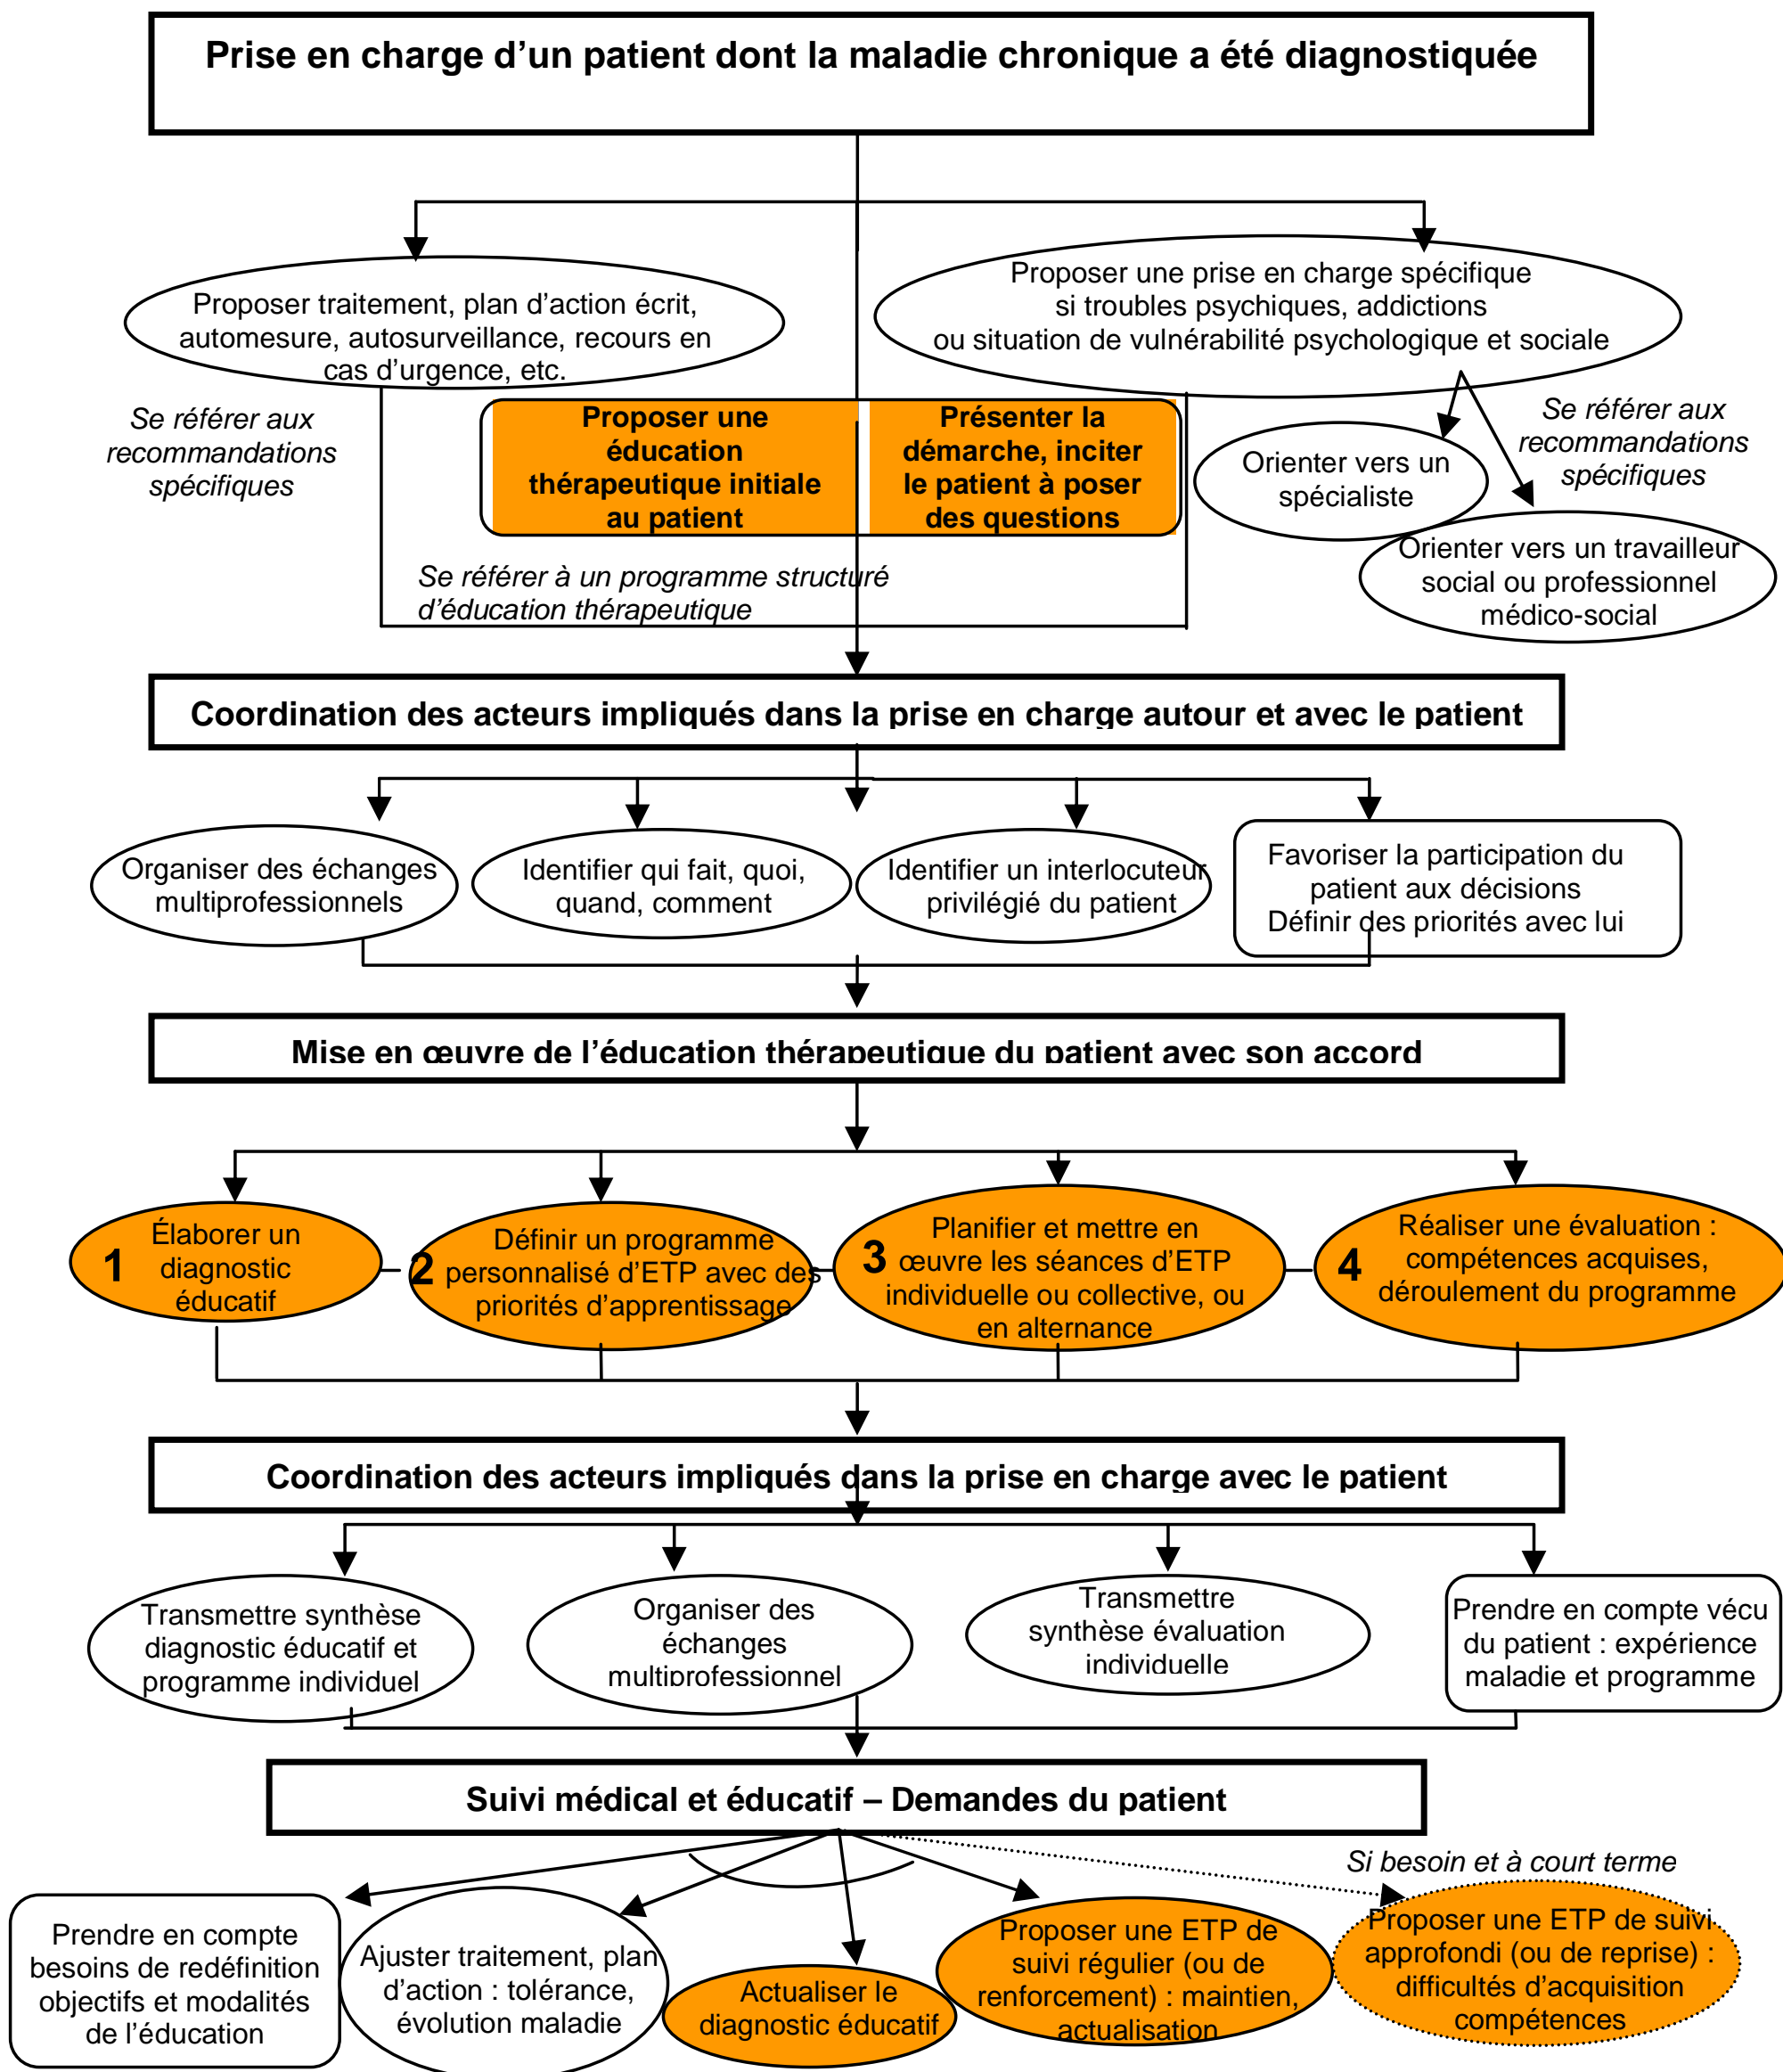 Prise en charge d’un patient dont la maladie chronique a été diagnostiquée
Proposer traitement, plan d’action écrit,
automesure, autosurveillance, recours en
cas d’urgence, etc.
Proposer une prise en charge spécifique
si troubles psychiques, addictions
ou situation de vulnérabilité psychologique et sociale
Se référer aux
recommandations
spécifiques
Proposer une
éducation
thérapeutique initiale
au patient
Présenter la
démarche, inciter
le patient à poser
des questions
Orienter vers un
spécialiste
Se référer aux
recommandations
spécifiques
Orienter vers un travailleur
social ou professionnel
médico-social
Se référer à un programme structuré
d’éducation thérapeutique
Coordination des acteurs impliqués dans la prise en charge autour et avec le patient
Organiser des échanges
multiprofessionnels
Identifier qui fait, quoi,
quand, comment
Identifier un interlocuteur
privilégié du patient
Favoriser la participation du
patient aux décisions
Définir des priorités avec lui
Mise en œuvre de l’éducation thérapeutique du patient avec son accord
1
Élaborer un
diagnostic
éducatif
2
Définir un programme
personnalisé d’ETP avec des
priorités d’apprentissage
3
Planifier et mettre en
œuvre les séances d’ETP
individuelle ou collective, ou
en alternance
4
Réaliser une évaluation :
compétences acquises,
déroulement du programme
Coordination des acteurs impliqués dans la prise en charge avec le patient
Transmettre synthèse
diagnostic éducatif et
programme individuel
Organiser des
échanges
multiprofessionnel
Transmettre
synthèse évaluation
individuelle
Prendre en compte vécu
du patient : expérience
maladie et programme
Suivi médical et éducatif – Demandes du patient
Si besoin et à court terme
Prendre en compte
besoins de redéfinition
objectifs et modalités
de l’éducation
Ajuster traitement, plan
d’action : tolérance,
évolution maladie
Actualiser le
diagnostic éducatif
Proposer une ETP de
suivi régulier (ou de
renforcement) : maintien,
actualisation
Proposer une ETP de suivi
approfondi (ou de reprise) :
difficultés d’acquisition
compétences